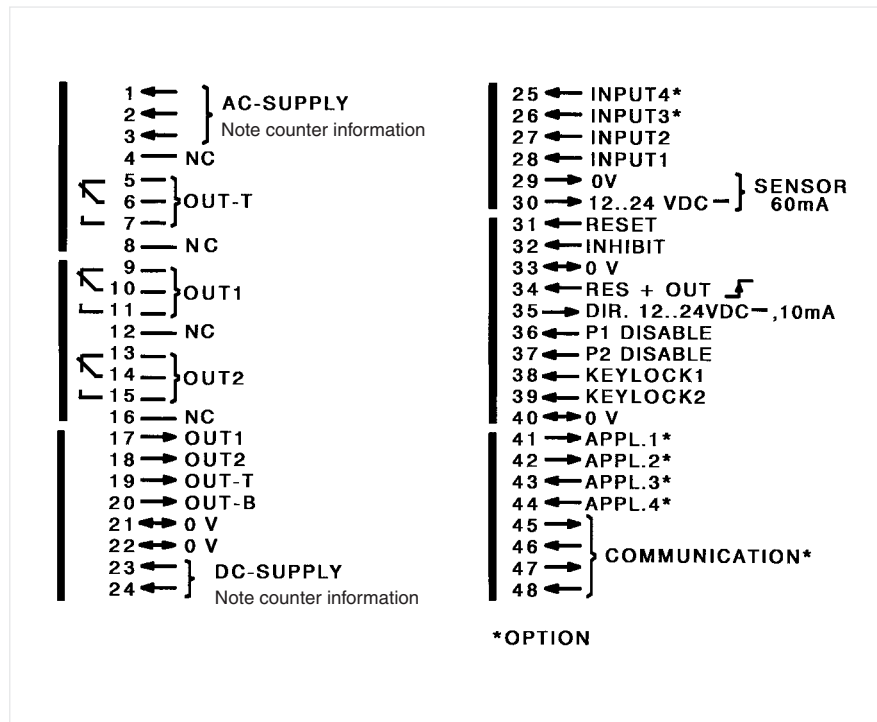 1 AC-SUPPLY
2 Note counter information
3
4 NC
5
6 OUT-T
7
8 NC
9
10 OUT1
11
12 NC
13
14 OUT2
15
16 NC
17 OUT1
18 OUT2
19 OUT-T
20 OUT-B
21 0 V
22 0 V
23 DC-SUPPLY
24 Note counter information
25 INPUT4*
26 INPUT3*
27 INPUT2
28 INPUT1
29 0V SENSOR
30 12..24 VDC 60mA
31 RESET
32 INHIBIT
33 0 V
34 RES + OUT
35 DIR. 12..24VDC ,10mA
36 P1 DISABLE
37 P2 DISABLE
38 KEYLOCK1
39 KEYLOCK2
40 0 V
41 APPL.1*
42 APPL.2*
43 APPL.3*
44 APPL.4*
45
46 COMMUNICATION*
47
48
*OPTION